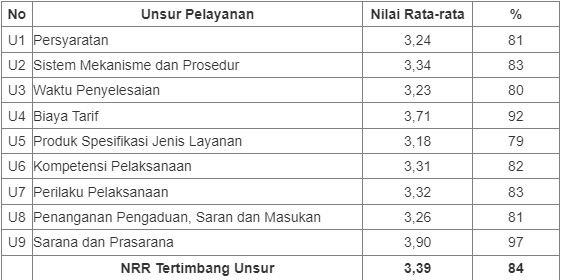 No Unsur Pelayanan Nilai Rata-rata %
U1 Persyaratan 3,24 81
U2 Sistem Mekanisme dan Prosedur 3,34 83
U3 Waktu Penyelesaian 3,23 80
U4 Biaya Tarif 3,71 92
U5 Produk Spesifikasi Jenis Layanan 3,18 79
U6 Kompetensi Pelaksanaan 3,31 82
U7 Perilaku Pelaksanaan 3,32 83
U8 Penanganan Pengaduan, Saran dan Masukan 3,26 81
U9 Sarana dan Prasarana 3,90 97
NRR Tertimbang Unsur 3,39 84